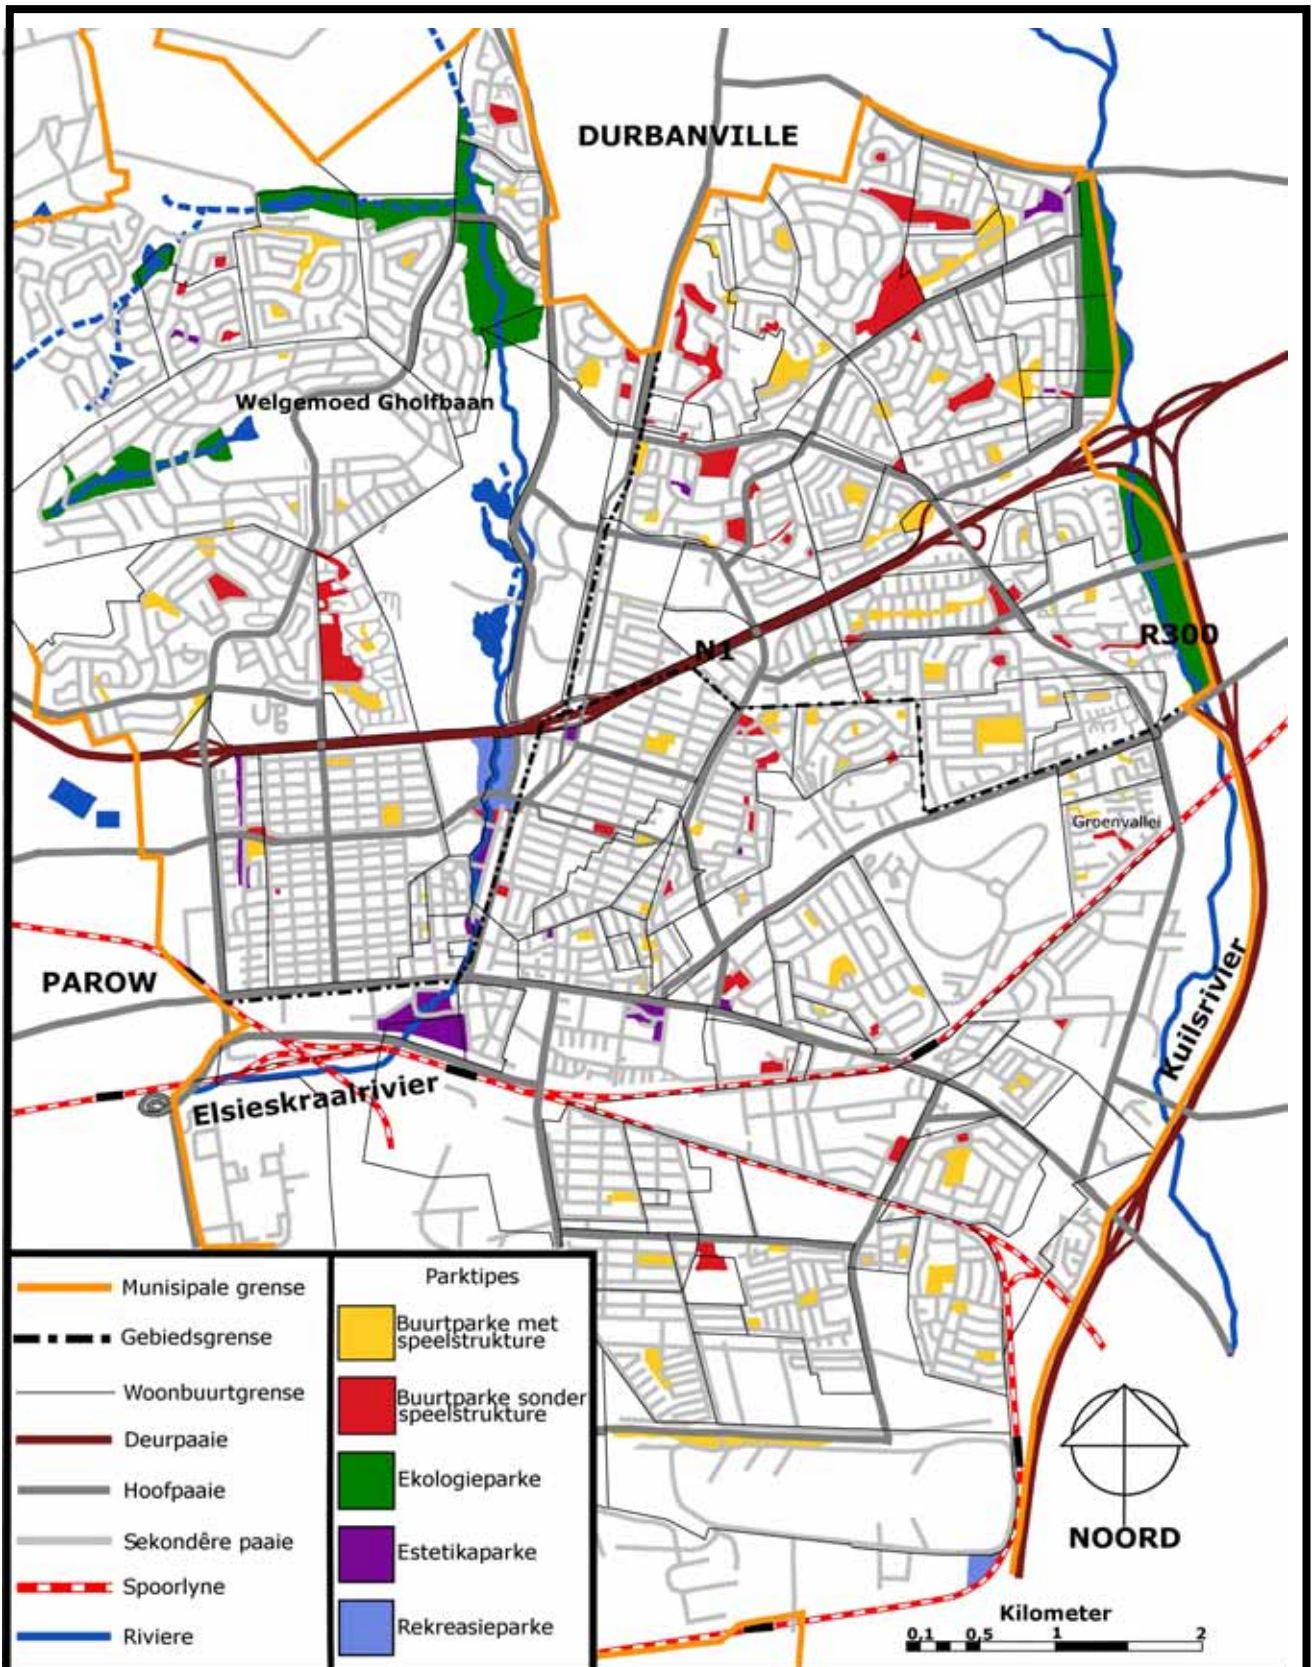 DURBANVILLE
Welgemoed Gholfbaan
R300
N1
Groenvallei
PAROW
Kuilsrivier
Elsieskraalrivier
Munisipale grense
Gebiedsgrense
Woonbuurtgrense
Deurpaaie
Hoofpaaie
Sekondêre paaie
Spoorlyne
Riviere
Parktipes
Buurtparke met
speelstrukture
Buurtparke sonder
speelstrukture
Ekologieparke
Estetikaparke
Rekreasieparke
NOORD
Kilometer
0,1 0,5 1 2